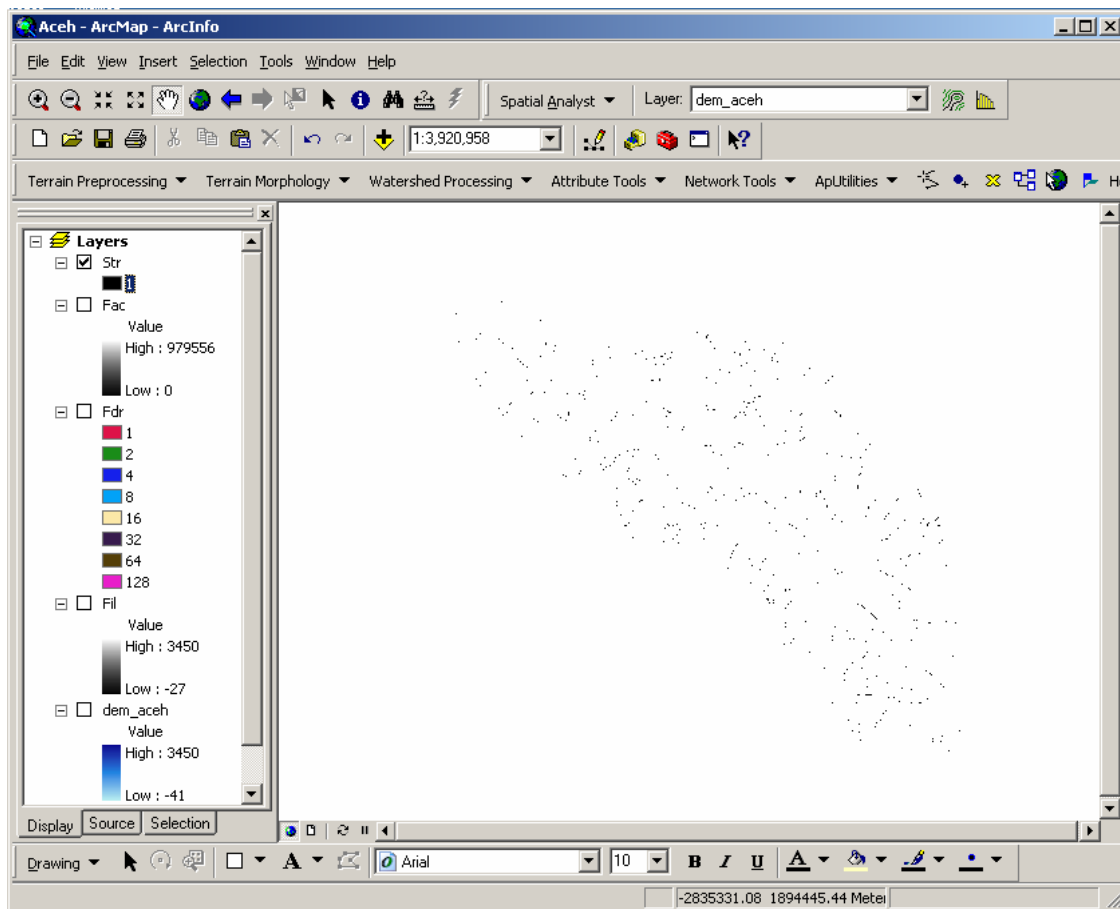 Aceh - ArcMap - ArcInfo
File Edit View Insert Selection Tools Window Help
Spatial Analyst Layer: dem_aceh
1:3,920,958
Terrain Preprocessing Terrain Morphology Watershed Processing Attribute Tools Network Tools ApUtilities H
Layers
Str
1
Fac
Value
High : 979556
Low : 0
Fdr
1
2
4
8
16
32
64
128
Fil
Value
High : 3450
Low : -27
dem_aceh
Value
High : 3450
Low : -41
Display Source Selection
Drawing A Arial 10 B I U A
-2835331.08 1894445.44 Meter